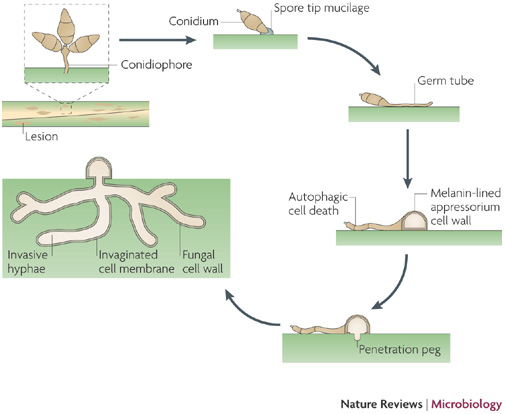 Spore tip mucilage
Conidium
Conidiophore
Germ tube
Lesion
Autophagic
cell death
Melanin-lined
appressorium
cell wall
Invasive
hyphae
Invaginated
cell membrane
Fungal
cell wall
Penetration peg
Nature Reviews | Microbiology